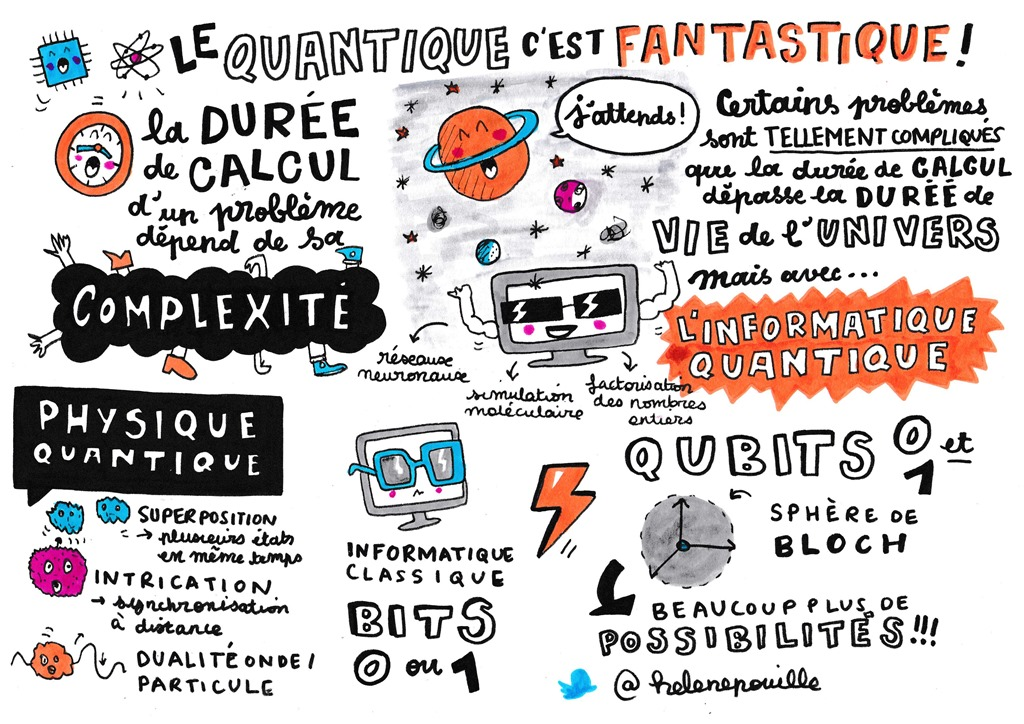 LE QUANTIQUE C'EST FANTASTIQUE !
la DURÉE
de CALCUL
d'un problème
dépend de sa
COMPLEXITÉ
j'attends !
Certains problèmes
sont TELLEMENT COMPLIQUÉS
que la durée de CALCUL
dépasse la DURÉE de
VIE de l'UNIVERS
mais avec...
L'INFORMATIQUE
QUANTIQUE
réseaux
neuronaux
simulation
moléculaire
factorisation
des nombres
entiers
PHYSIQUE
QUANTIQUE
SUPERPOSITION
→ plusieurs états
en même temps
INTRICATION
→ synchronisation
à distance
DUALITÉ ONDE /
PARTICULE
INFORMATIQUE
CLASSIQUE
BITS
0 ou 1
QUBITS 0 et
1
SPHÈRE DE
BLOCH
BEAUCOUP PLUS DE
POSSIBILITÉS !!!
@helenepouille